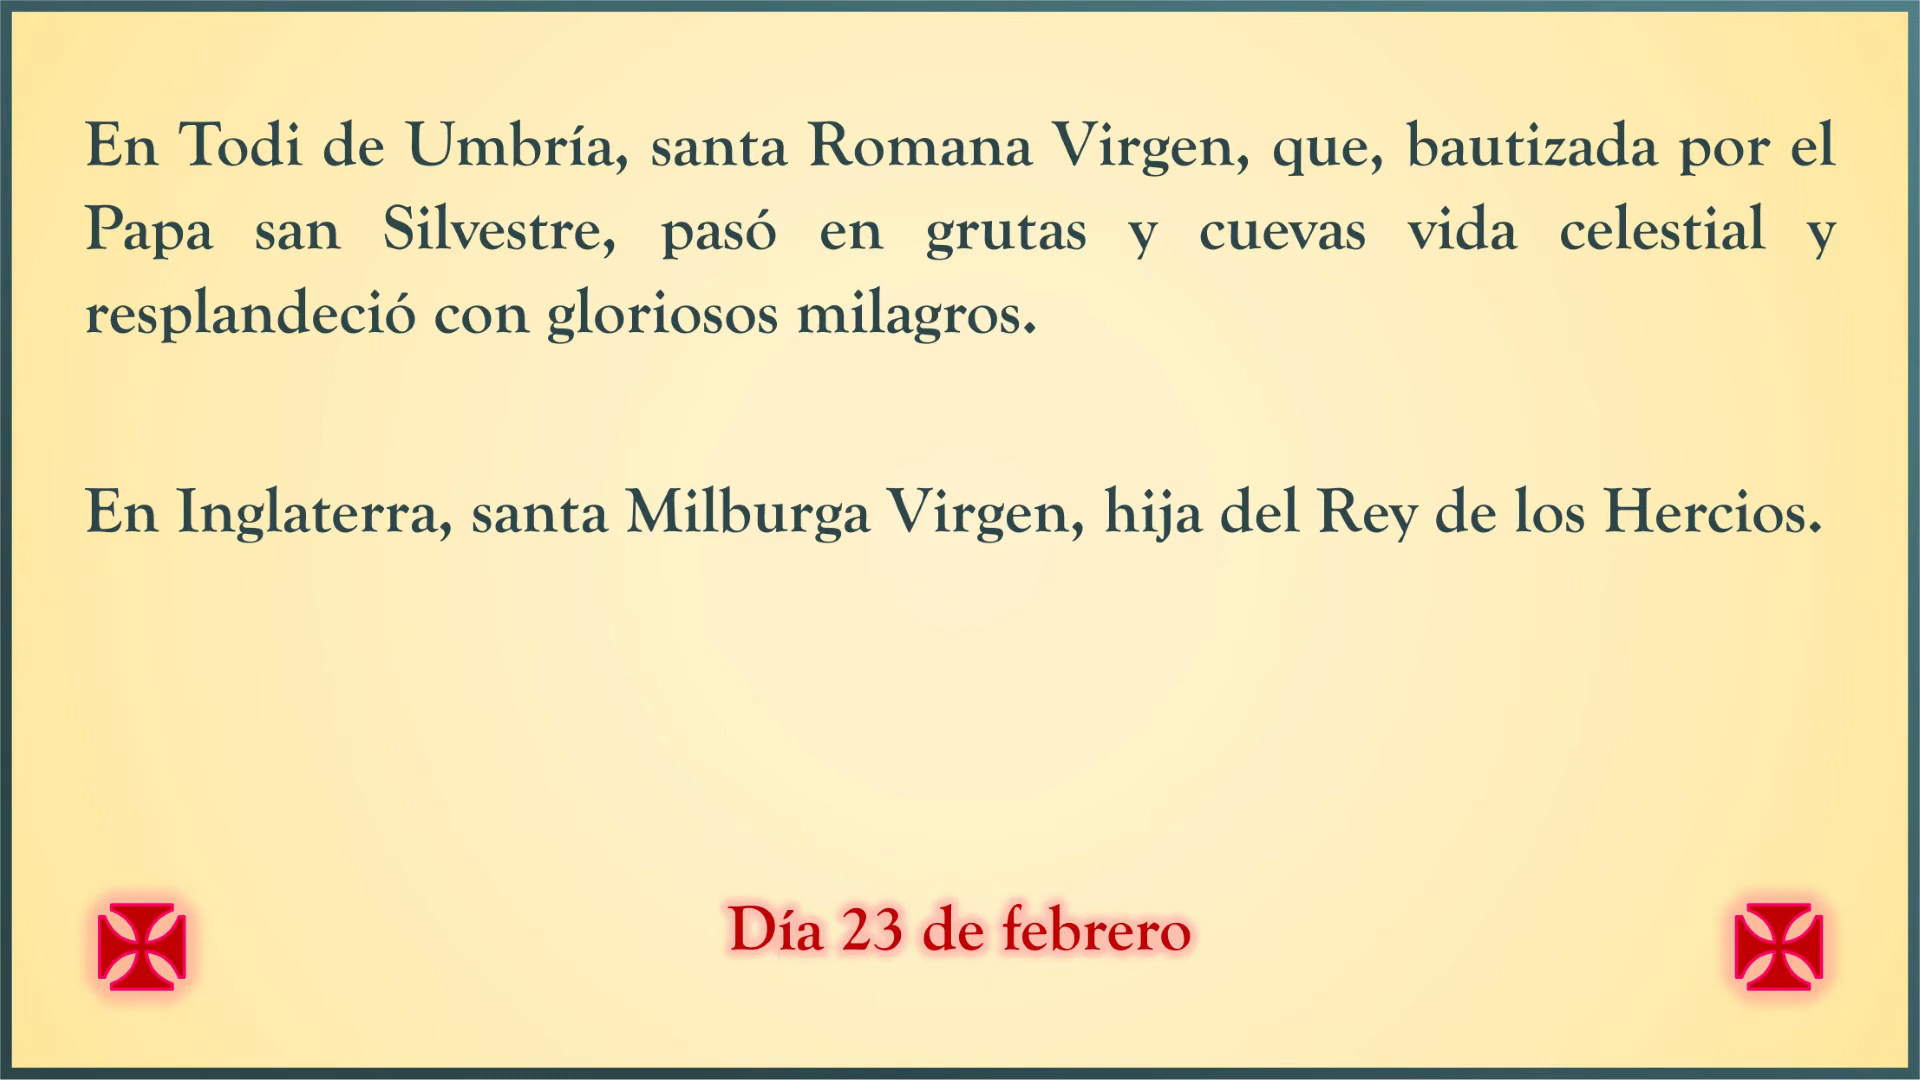 En Todi de Umbría, santa Romana Virgen, que, bautizada por el
Papa san Silvestre, pasó en grutas y cuevas vida celestial y
resplandeció con gloriosos milagros.
En Inglaterra, santa Milburga Virgen, hija del Rey de los Hercios.
Día 23 de febrero